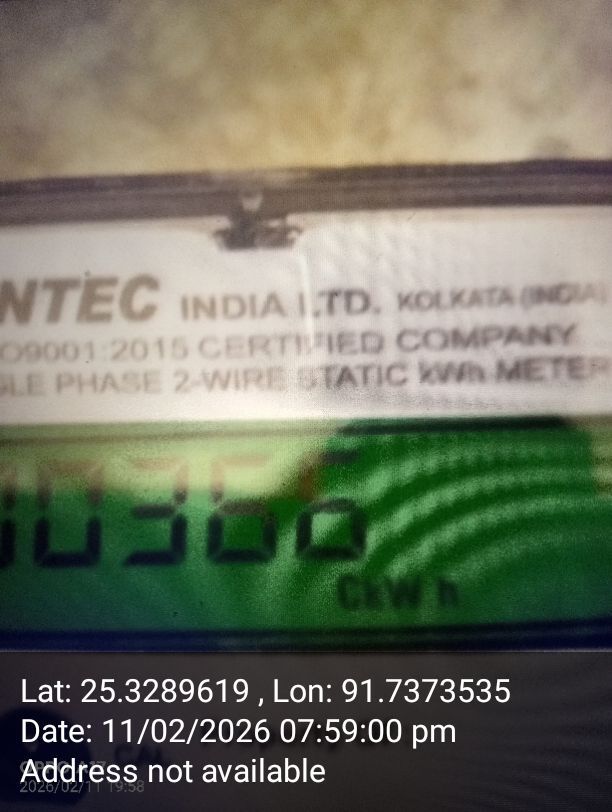 NTEC INDIA LTD. KOLKATA (INDIA)
O9001:2015 CERTIFIED COMPANY
GLE PHASE 2-WIRE STATIC kWh METER
00366
CkWh
Lat: 25.3289619 , Lon: 91.7373535
Date: 11/02/2026 07:59:00 pm
Address not available
2026/02/11 19:58